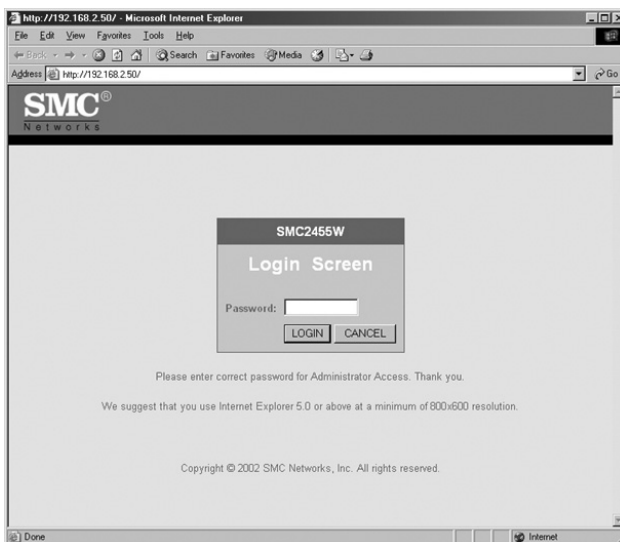 http://192.168.2.50/ - Microsoft Internet Explorer
File Edit View Favorites Tools Help
Back Search Favorites Media
Address http://192.168.2.50/ Go
SMC®
Networks
SMC2455W
Login Screen
Password:
LOGIN CANCEL
Please enter correct password for Administrator Access. Thank you.
We suggest that you use Internet Explorer 5.0 or above at a minimum of 800x600 resolution.
Copyright © 2002 SMC Networks, Inc. All rights reserved.
Done Internet